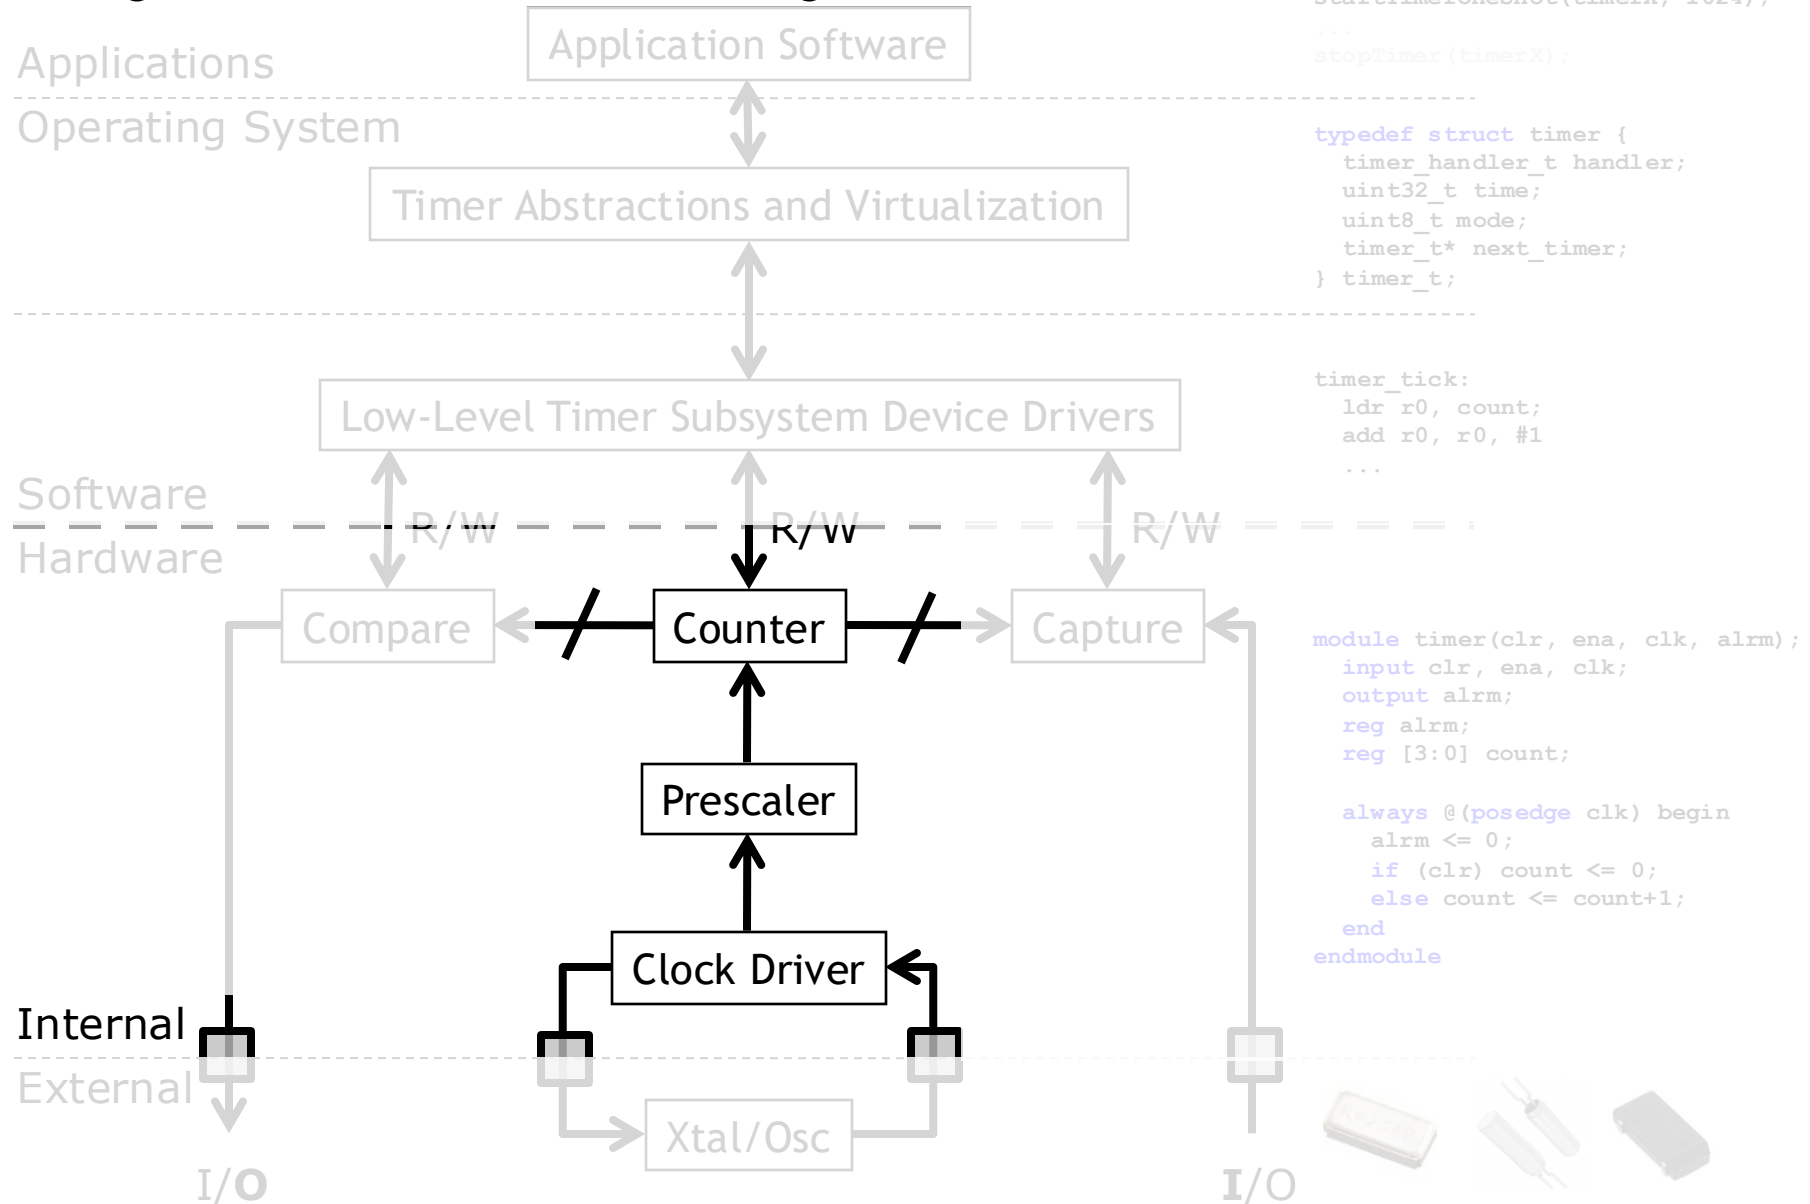 Application Software
Applications
Operating System
Timer Abstractions and Virtualization
Low-Level Timer Subsystem Device Drivers
Software
R/W R/W R/W
Hardware
Compare Counter Capture
Prescaler
Clock Driver
Internal
External
Xtal/Osc
I/O I/O
...
stopTimer(timerX);
typedef struct timer {
timer_handler_t handler;
uint32_t time;
uint8_t mode;
timer_t* next_timer;
} timer_t;
timer_tick:
ldr r0, count;
add r0, r0, #1
...
module timer(clr, ena, clk, alrm);
input clr, ena, clk;
output alrm;
reg alrm;
reg [3:0] count;
always @(posedge clk) begin
alrm <= 0;
if (clr) count <= 0;
else count <= count+1;
end
endmodule